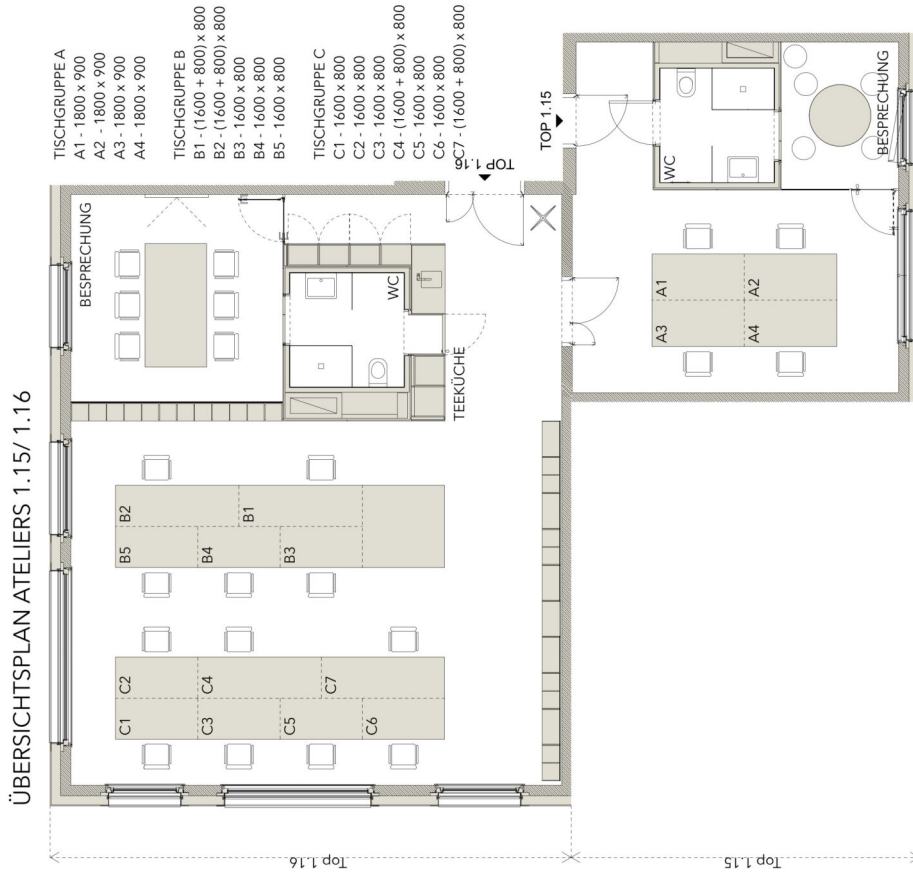 ÜBERSICHTSPLAN ATELIERS 1.15/ 1.16
TISCHGRUPPE A
A1 - 1800 x 900
A2 - 1800 x 900
A3 - 1800 x 900
A4 - 1800 x 900
TISCHGRUPPE B
B1 - (1600 + 800) x 800
B2 - (1600 + 800) x 800
B3 - 1600 x 800
B4 - 1600 x 800
B5 - 1600 x 800
TISCHGRUPPE C
C1 - 1600 x 800
C2 - 1600 x 800
C3 - 1600 x 800
C4 - (1600 + 800) x 800
C5 - 1600 x 800
C6 - 1600 x 800
C7 - (1600 + 800) x 800
BESPRECHUNG
WC
TEEKÜCHE
TOP 1.16
TOP 1.15
WC
BESPRECHUNG
B5
B2
B4
B1
B3
C1
C2
C3
C4
C5
C7
C6
A3
A1
A4
A2
Top 1.16
Top 1.15